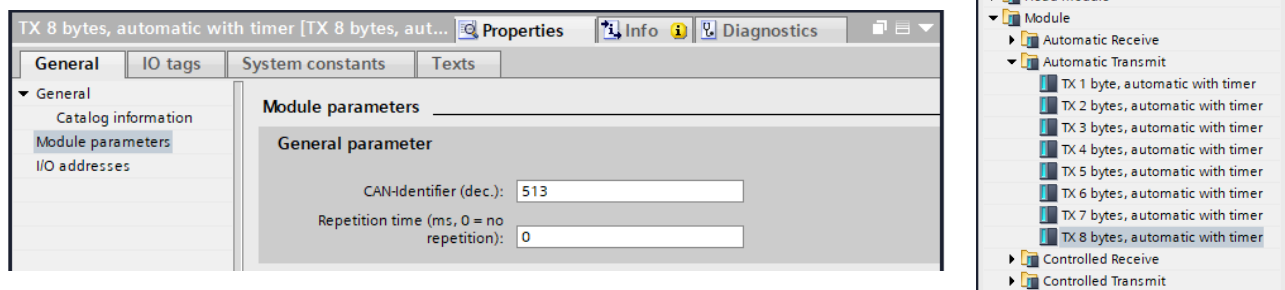 TX 8 bytes, automatic with timer [TX 8 bytes, aut...
Properties
Info
Diagnostics
General
IO tags
System constants
Texts
General
Catalog information
Module parameters
I/O addresses
Module parameters
General parameter
CAN-Identifier (dec.):
513
Repetition time (ms, 0 = no
repetition):
0
Module
Automatic Receive
Automatic Transmit
TX 1 byte, automatic with timer
TX 2 bytes, automatic with timer
TX 3 bytes, automatic with timer
TX 4 bytes, automatic with timer
TX 5 bytes, automatic with timer
TX 6 bytes, automatic with timer
TX 7 bytes, automatic with timer
TX 8 bytes, automatic with timer
Controlled Receive
Controlled Transmit